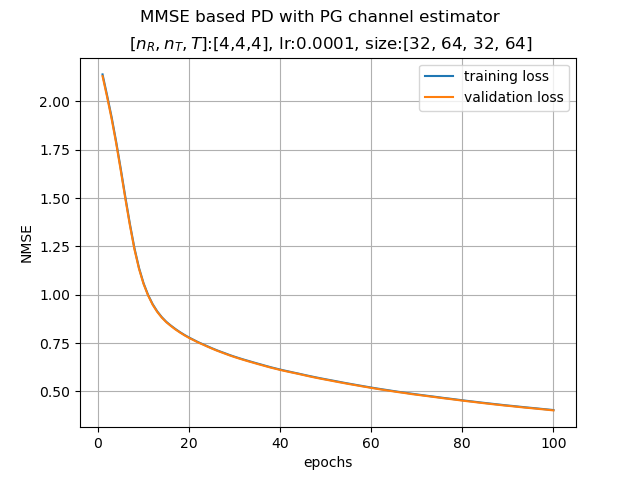 MMSE based PD with PG channel estimator
[n_R, n_T, T]:[4,4,4], lr:0.0001, size:[32, 64, 32, 64]
training loss
validation loss
2.00
1.75
1.50
1.25
1.00
0.75
0.50
NMSE
0 20 40 60 80 100
epochs